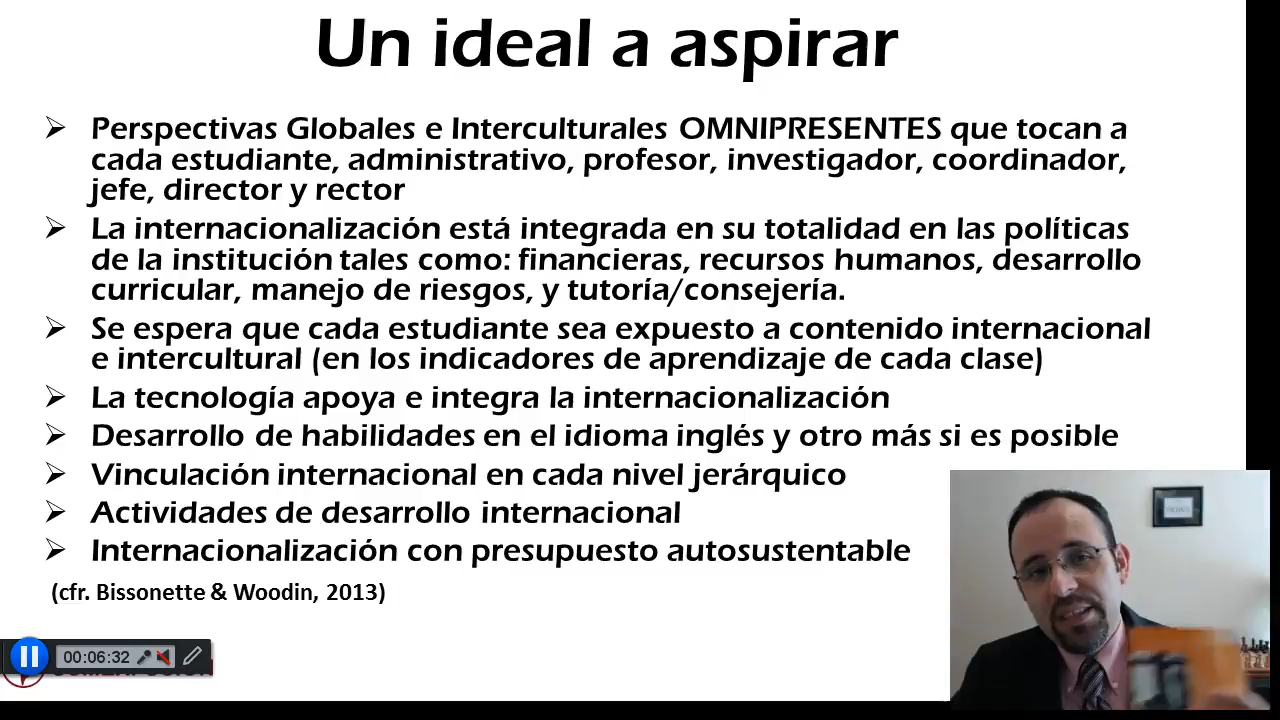 Un ideal a aspirar
Perspectivas Globales e Interculturales OMNIPRESENTES que tocan a
cada estudiante, administrativo, profesor, investigador, coordinador,
jefe, director y rector
La internacionalización está integrada en su totalidad en las políticas
de la institución tales como: financieras, recursos humanos, desarrollo
curricular, manejo de riesgos, y tutoría/consejería.
Se espera que cada estudiante sea expuesto a contenido internacional
e intercultural (en los indicadores de aprendizaje de cada clase)
La tecnología apoya e integra la internacionalización
Desarrollo de habilidades en el idioma inglés y otro más si es posible
Vinculación internacional en cada nivel jerárquico
Actividades de desarrollo internacional
Internacionalización con presupuesto autosustentable
(cfr. Bissonette & Woodin, 2013)
00:06:32